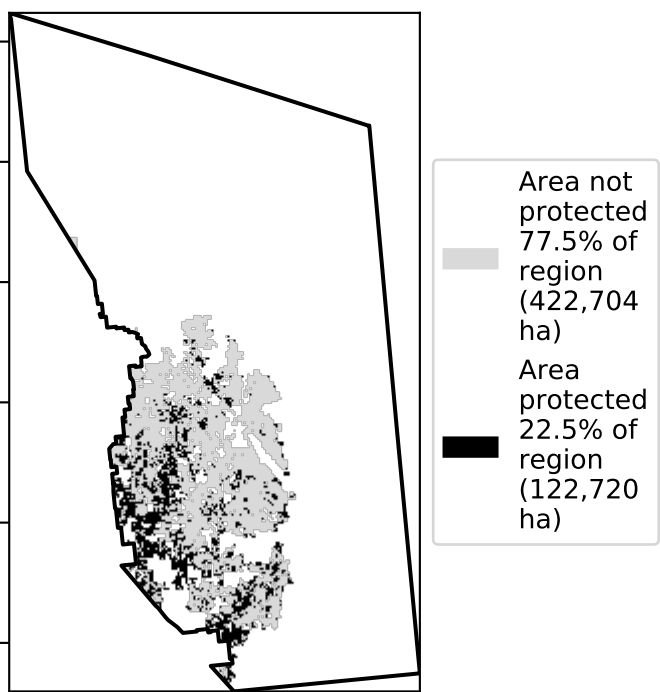 Area not
protected
77.5% of
region
(422,704
ha)
Area
protected
22.5% of
region
(122,720
ha)